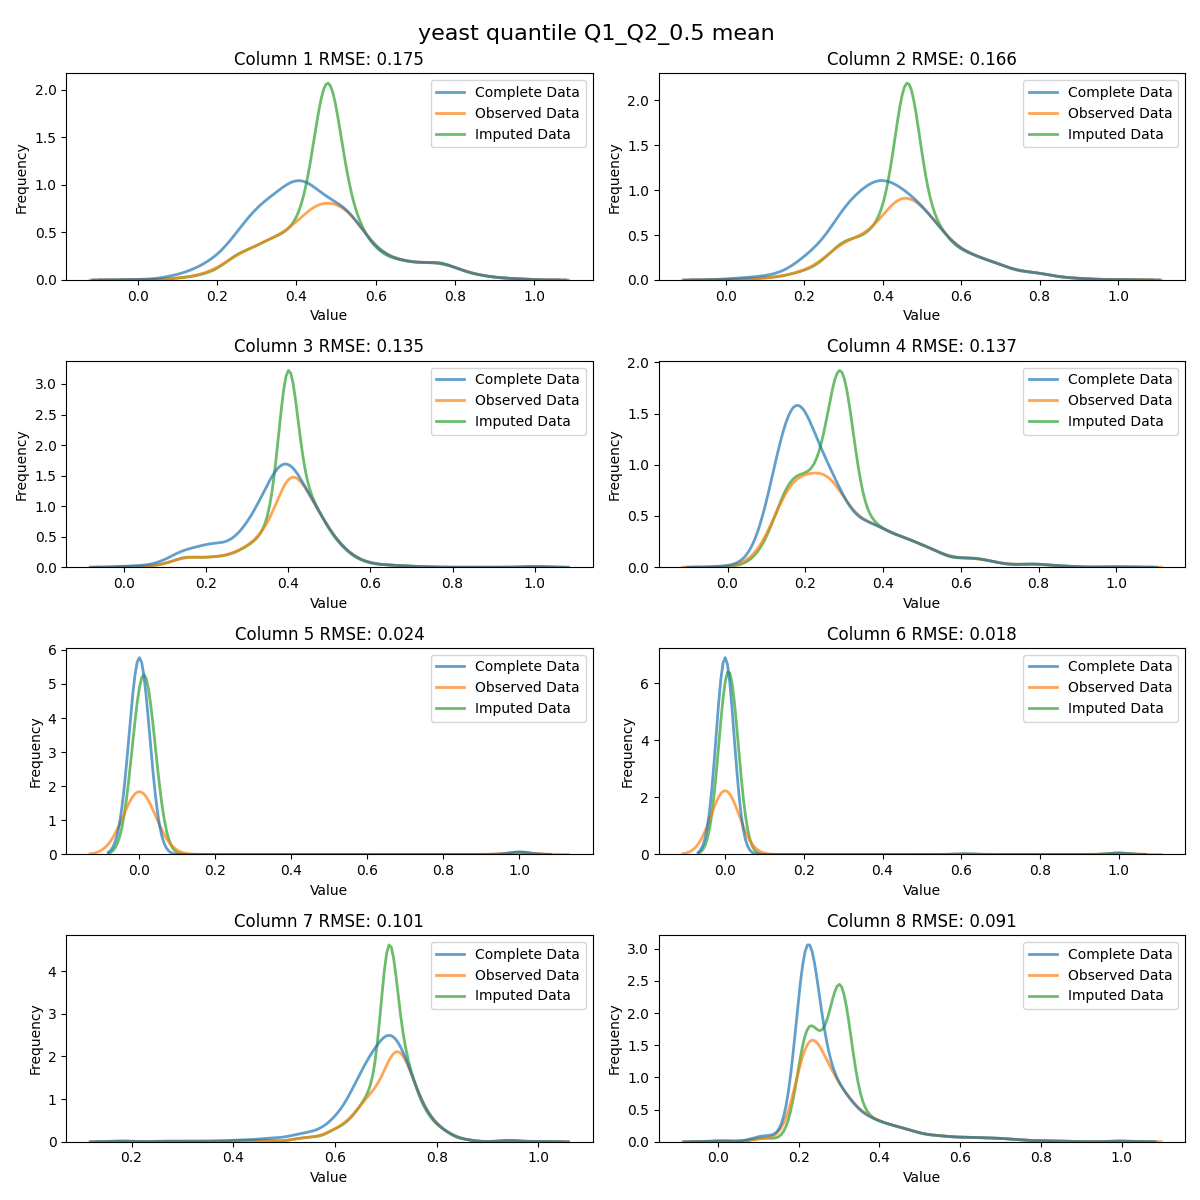 yeast quantile Q1_Q2_0.5 mean
Column 1 RMSE: 0.175
2.0
1.5
1.0
0.5
0.0
Frequency
Complete Data
Observed Data
Imputed Data
0.0 0.2 0.4 0.6 0.8 1.0
Value
Column 2 RMSE: 0.166
2.0
1.5
1.0
0.5
0.0
Frequency
Complete Data
Observed Data
Imputed Data
0.0 0.2 0.4 0.6 0.8 1.0
Value
Column 3 RMSE: 0.135
3.0
2.5
2.0
1.5
1.0
0.5
0.0
Frequency
Complete Data
Observed Data
Imputed Data
0.0 0.2 0.4 0.6 0.8 1.0
Value
Column 4 RMSE: 0.137
2.0
1.5
1.0
0.5
0.0
Frequency
Complete Data
Observed Data
Imputed Data
0.0 0.2 0.4 0.6 0.8 1.0
Value
Column 5 RMSE: 0.024
6
5
4
3
2
1
0
Frequency
Complete Data
Observed Data
Imputed Data
0.0 0.2 0.4 0.6 0.8 1.0
Value
Column 6 RMSE: 0.018
6
4
2
0
Frequency
Complete Data
Observed Data
Imputed Data
0.0 0.2 0.4 0.6 0.8 1.0
Value
Column 7 RMSE: 0.101
4
3
2
1
0
Frequency
Complete Data
Observed Data
Imputed Data
0.2 0.4 0.6 0.8 1.0
Value
Column 8 RMSE: 0.091
3.0
2.5
2.0
1.5
1.0
0.5
0.0
Frequency
Complete Data
Observed Data
Imputed Data
0.0 0.2 0.4 0.6 0.8 1.0
Value